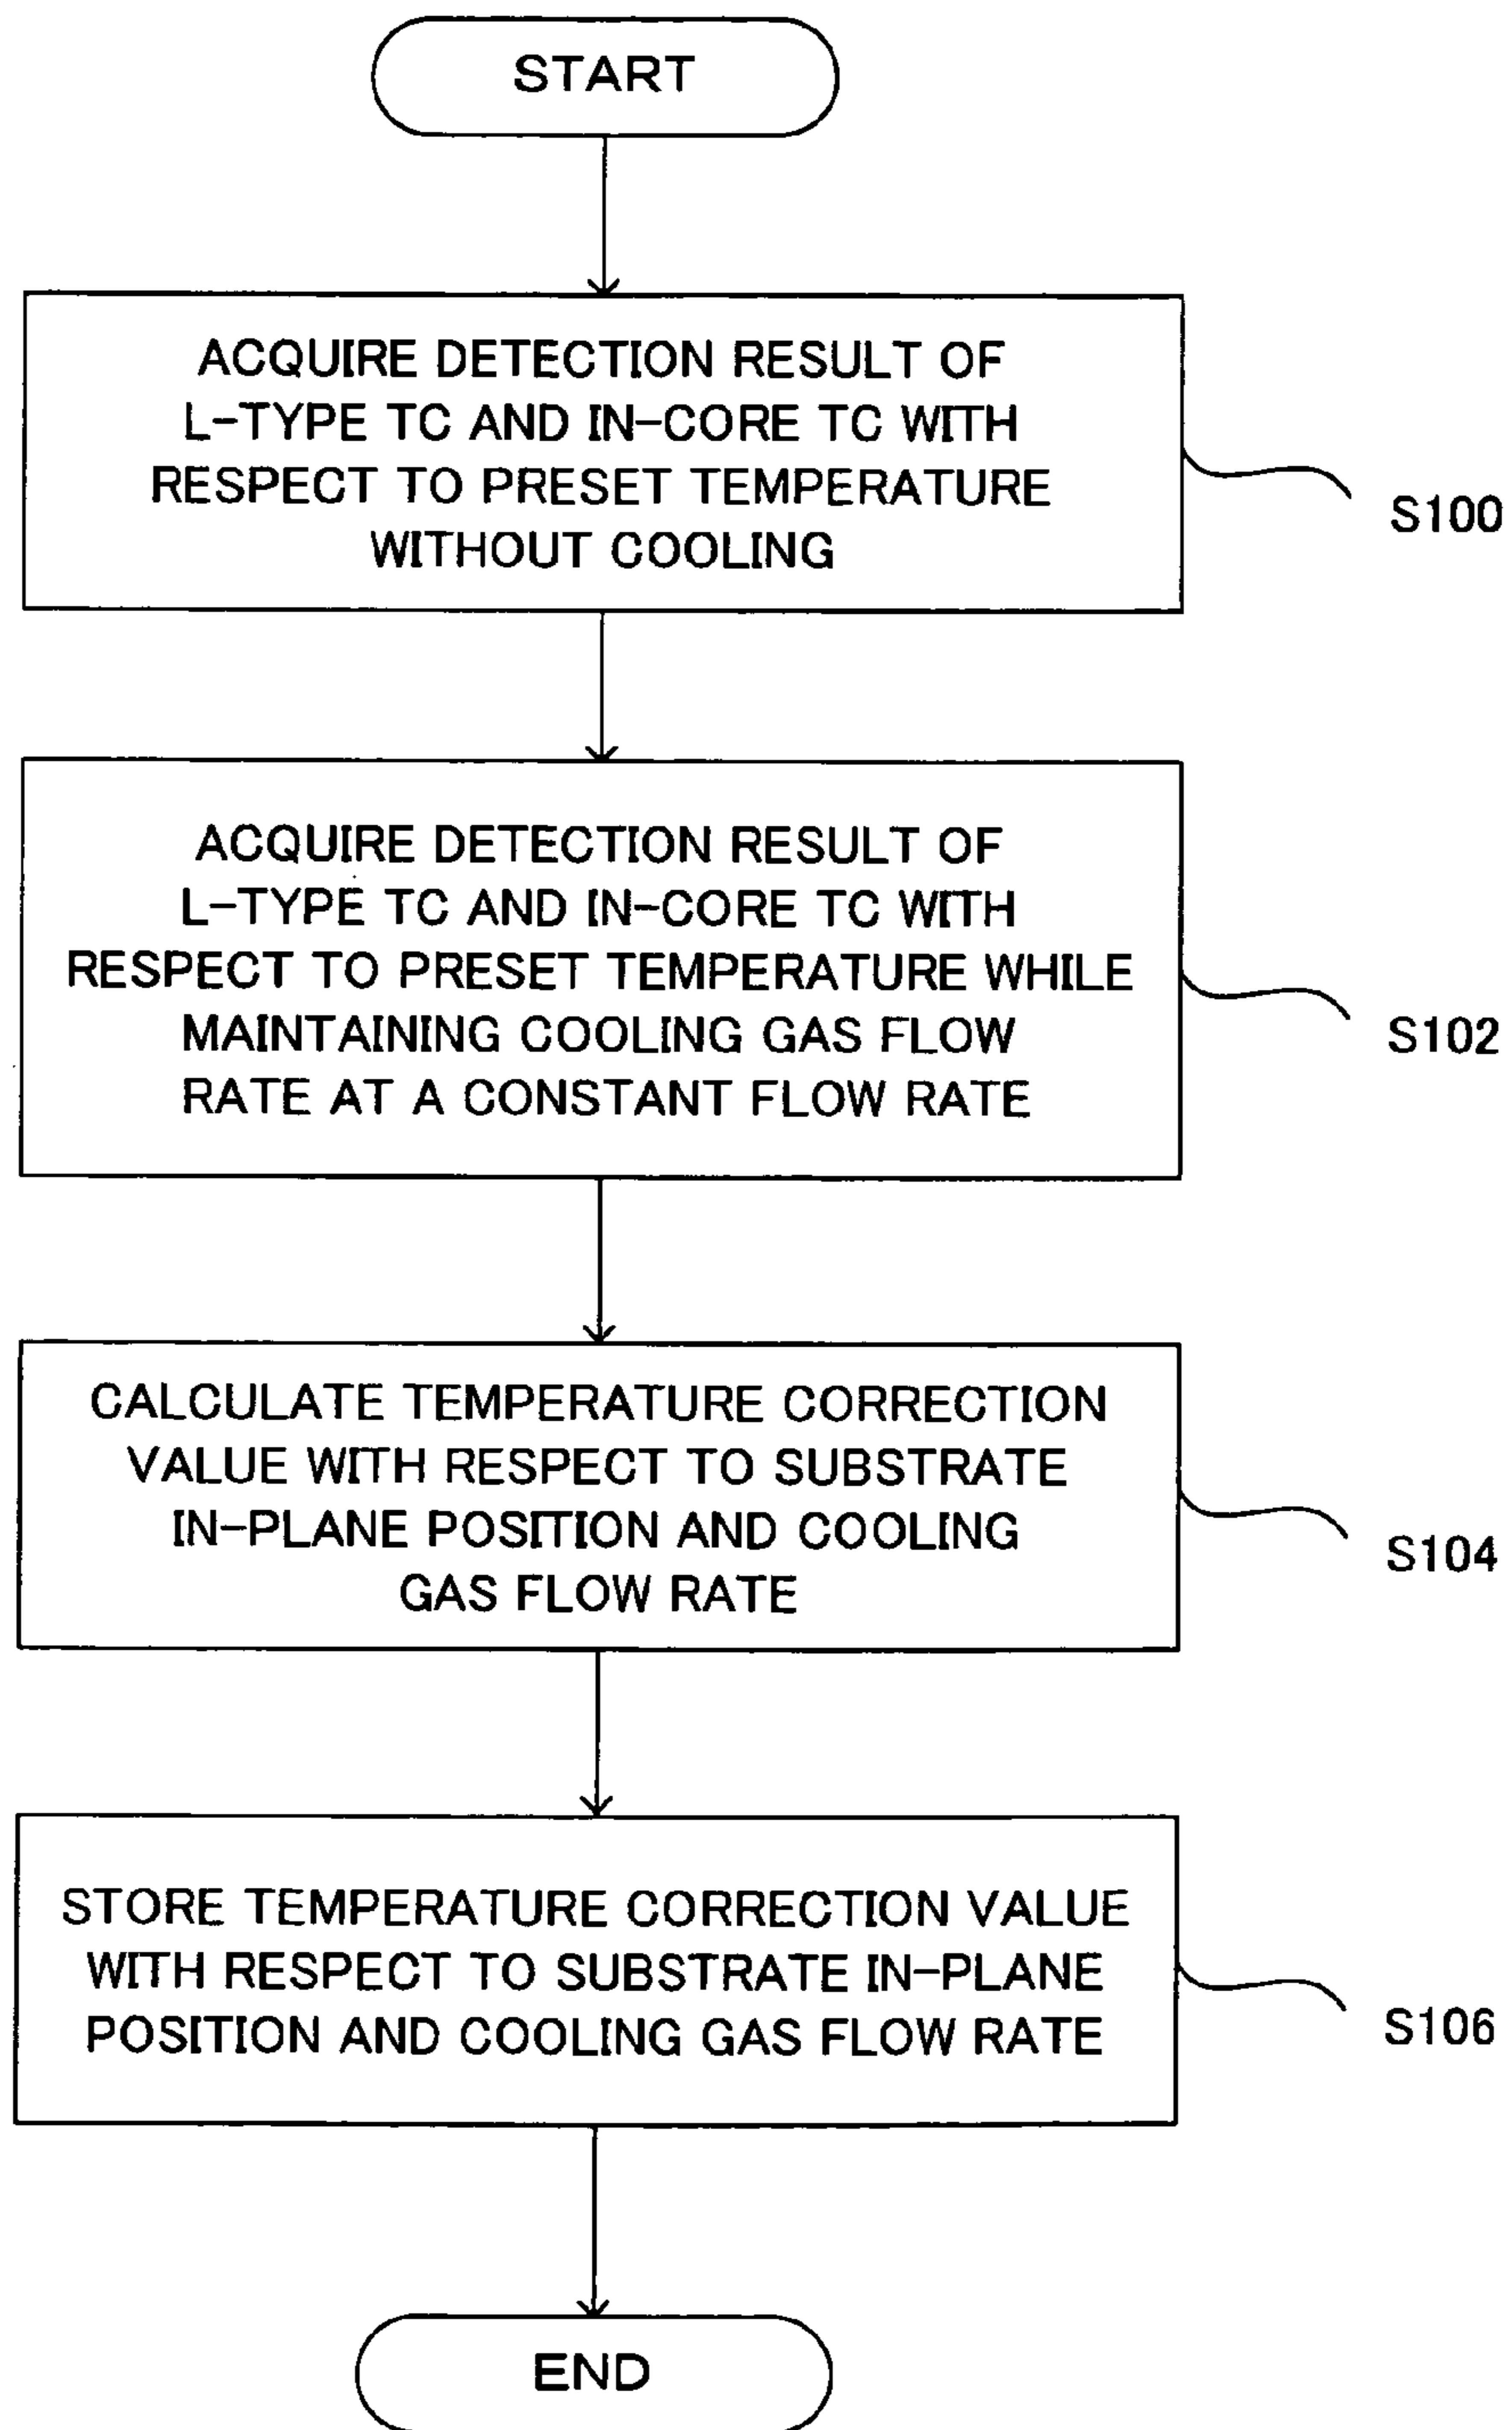 START
ACQUIRE DETECTION RESULT OF
L-TYPE TC AND IN-CORE TC WITH
RESPECT TO PRESET TEMPERATURE
WITHOUT COOLING
S100
ACQUIRE DETECTION RESULT OF
L-TYPE TC AND IN-CORE TC WITH
RESPECT TO PRESET TEMPERATURE WHILE
MAINTAINING COOLING GAS FLOW
RATE AT A CONSTANT FLOW RATE
S102
CALCULATE TEMPERATURE CORRECTION
VALUE WITH RESPECT TO SUBSTRATE
IN-PLANE POSITION AND COOLING
GAS FLOW RATE
S104
STORE TEMPERATURE CORRECTION VALUE
WITH RESPECT TO SUBSTRATE IN-PLANE
POSITION AND COOLING GAS FLOW RATE
S106
END